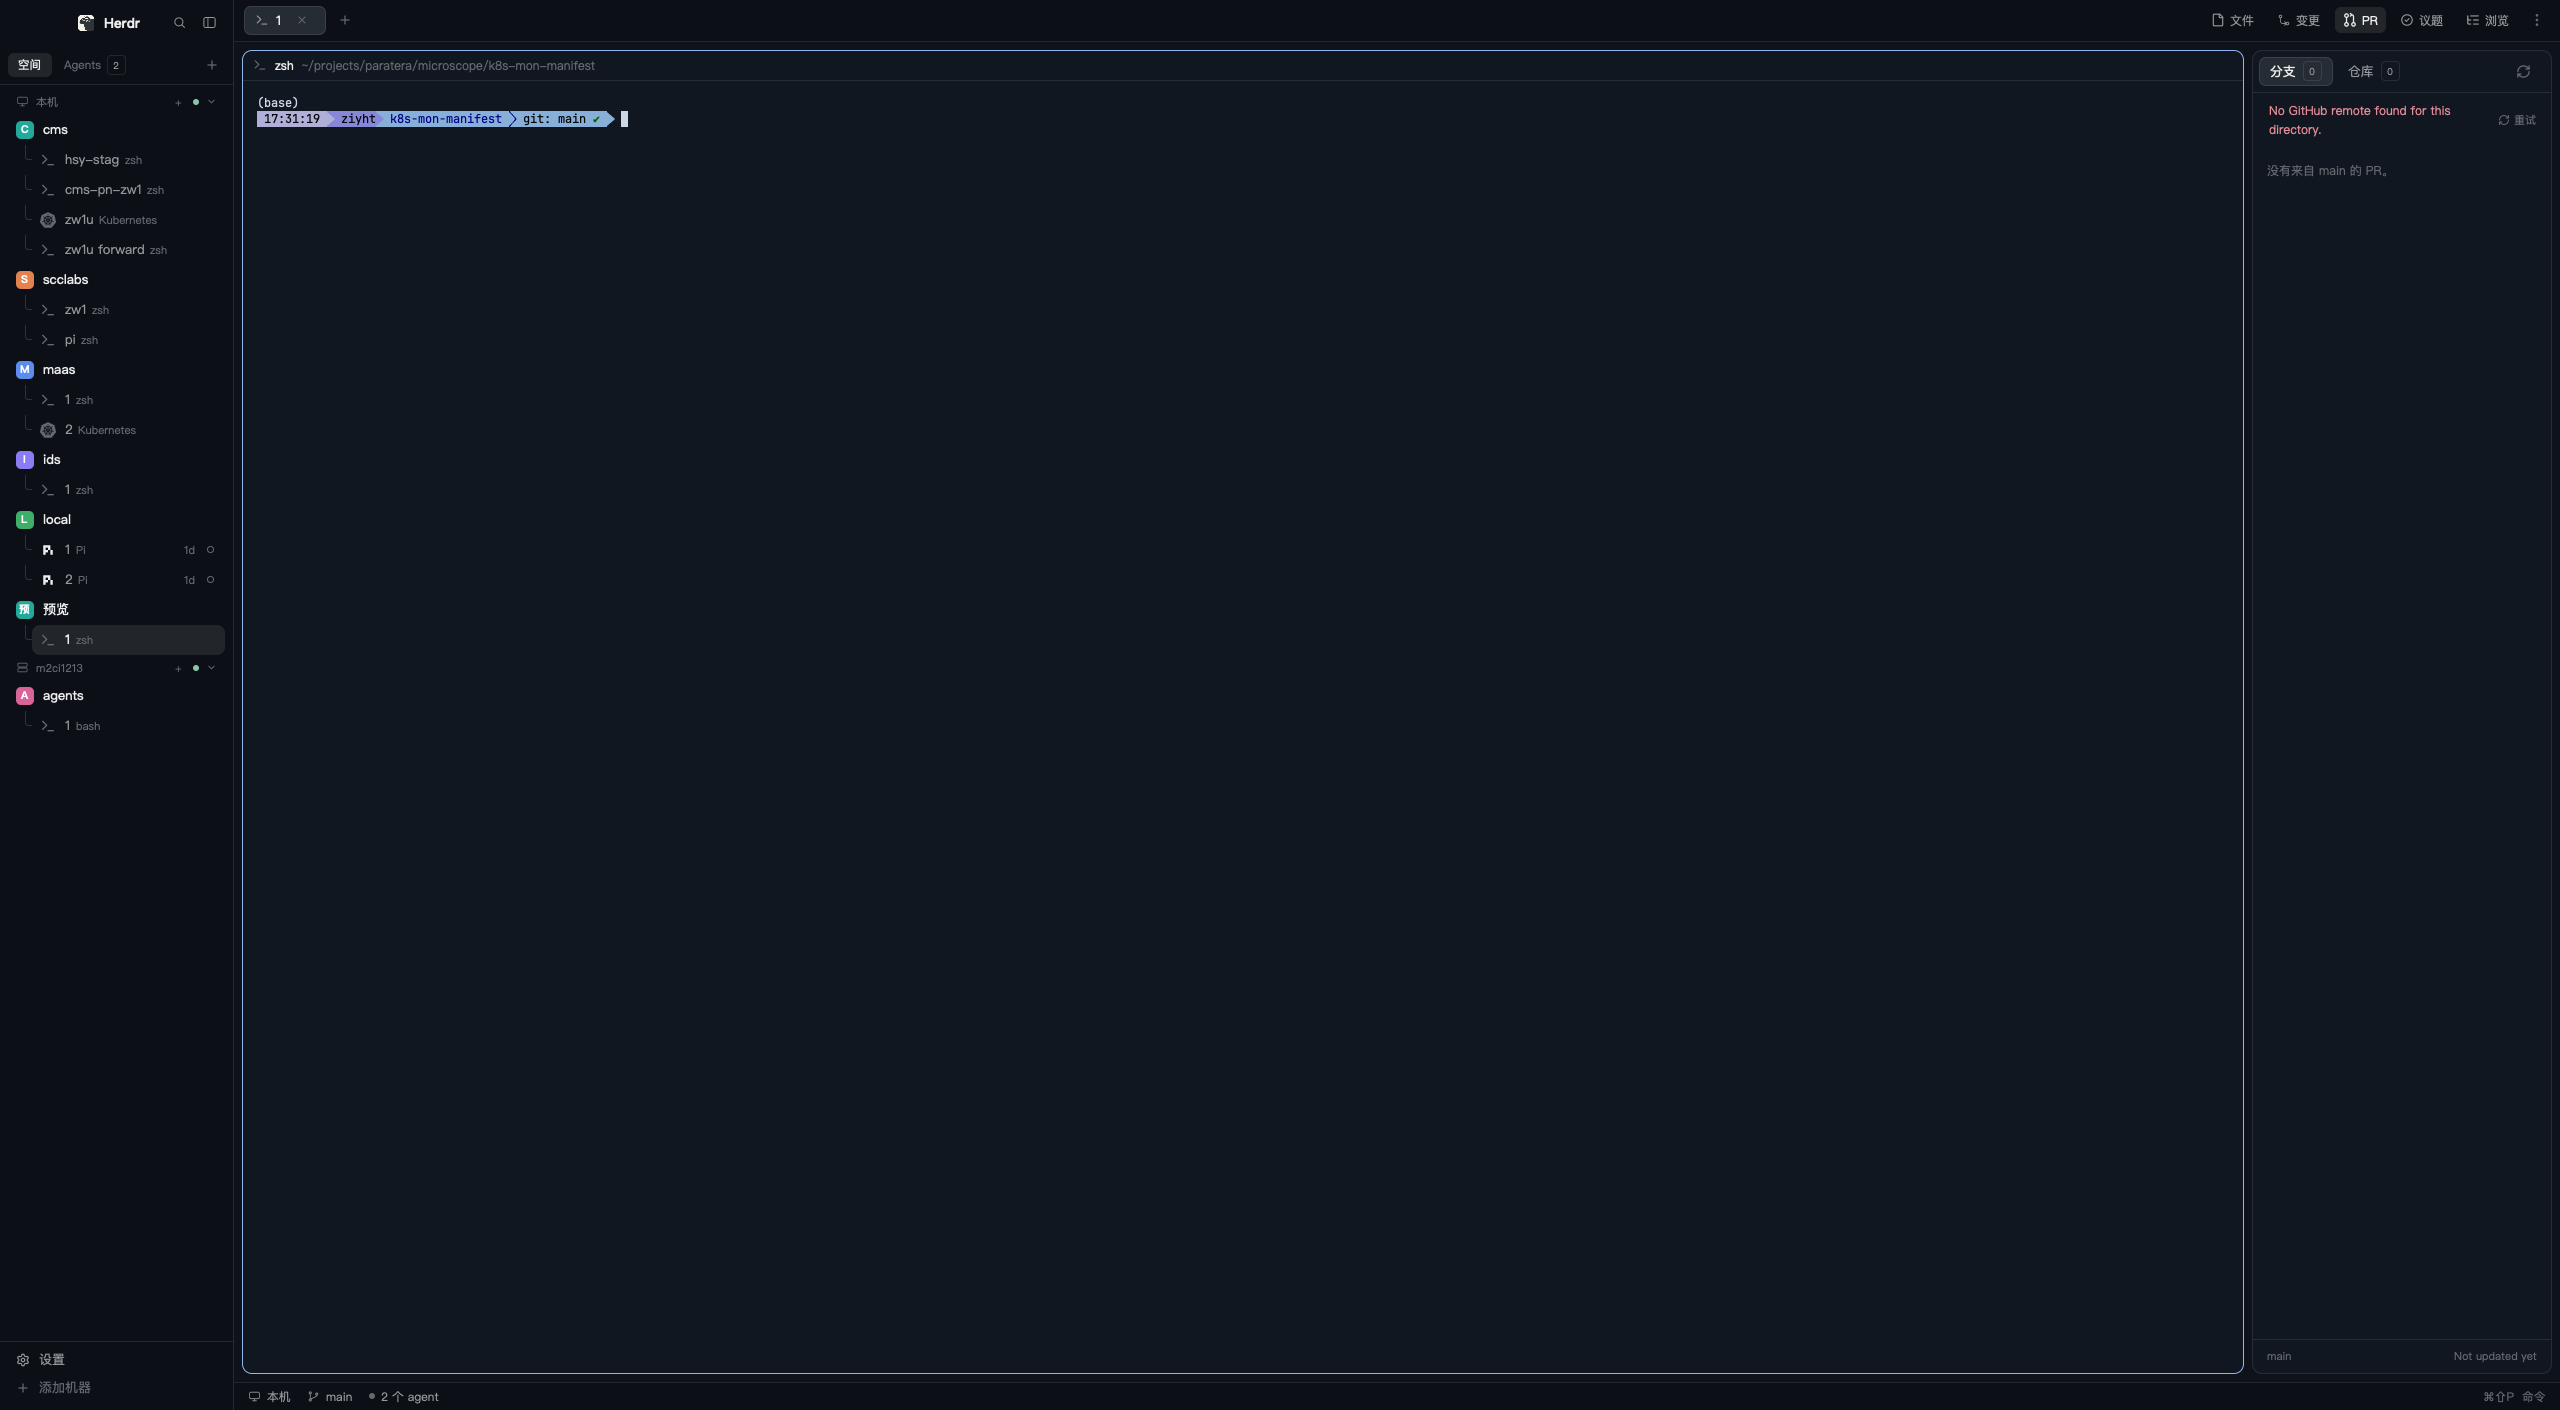 Herdr
空间 Agents 2
本机
C cms
hsy-stag zsh
cms-pn-zw1 zsh
zw1u Kubernetes
zw1u forward zsh
S scclabs
zw1 zsh
pi zsh
M maas
1 zsh
2 Kubernetes
I ids
1 zsh
L local
1 Pi 1d
2 Pi 1d
预 预览
1 zsh
m2ci1213
A agents
1 bash
设置
添加机器
1
文件 变更 PR 议题 浏览
zsh ~/projects/paratera/microscope/k8s-mon-manifest
(base)
17:31:19 ziyht k8s-mon-manifest git: main ✔
分支 0 仓库 0
No GitHub remote found for this
directory.
重试
没有来自 main 的 PR。
main Not updated yet
本机 main 2 个 agent
⌘⇧P 命令